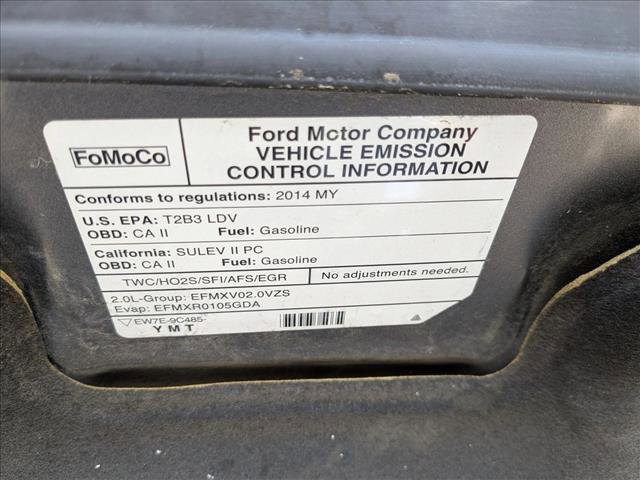 FoMoCo
Ford Motor Company
VEHICLE EMISSION
CONTROL INFORMATION
Conforms to regulations: 2014 MY
U.S. EPA: T2B3 LDV
OBD: CA II Fuel: Gasoline
California: SULEV II PC
OBD: CA II Fuel: Gasoline
TWC/HO2S/SFI/AFS/EGR No adjustments needed.
2.0L-Group: EFMXV02.0VZS
Evap: EFMXR0105GDA
EW7E-9C485-
Y M T